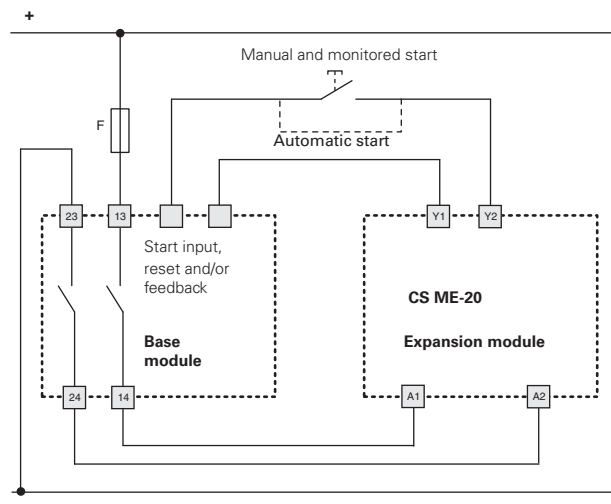 +
Manual and monitored start
F
Automatic start
23
13
Y1
Y2
Start input,
reset and/or
feedback
CS ME-20
Base
module
Expansion module
24
14
A1
A2